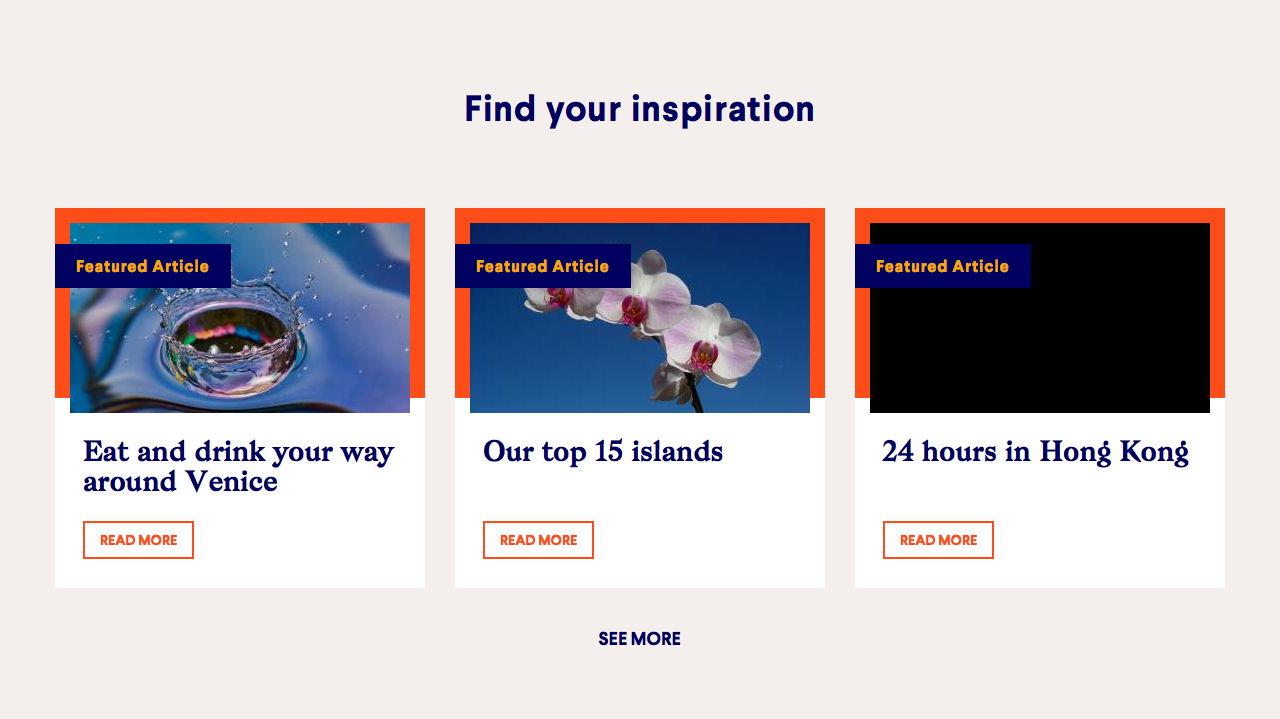 Find your inspiration
Featured Article
Featured Article
Featured Article
Eat and drink your way
around Venice
Our top 15 islands
24 hours in Hong Kong
READ MORE
READ MORE
READ MORE
SEE MORE